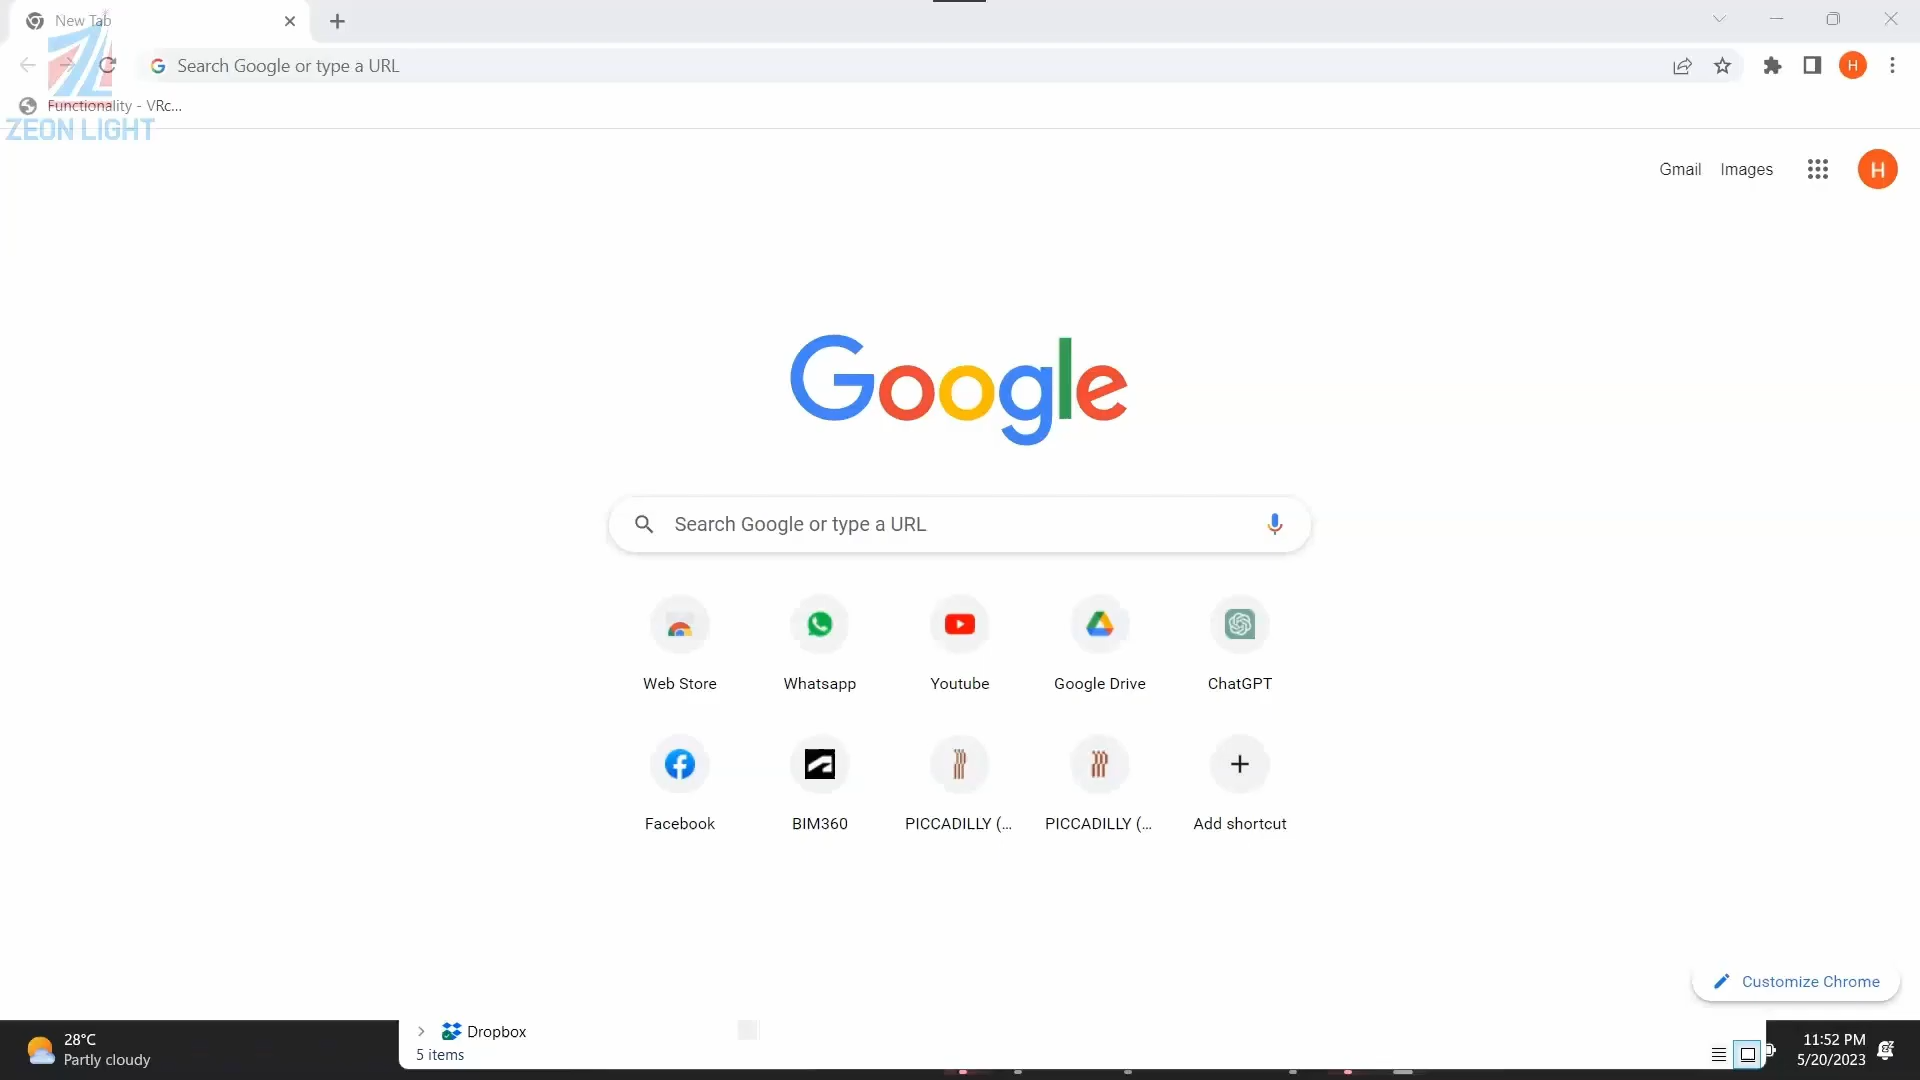 New Tab
Search Google or type a URL
Functionality - VRc...
ZEON LIGHT
Gmail Images
H
H
Google
Search Google or type a URL
Web Store
Whatsapp
Youtube
Google Drive
ChatGPT
Facebook
BIM360
PICCADILLY (...
PICCADILLY (...
Add shortcut
Customize Chrome
28°C
Partly cloudy
Dropbox
5 items
11:52 PM
5/20/2023